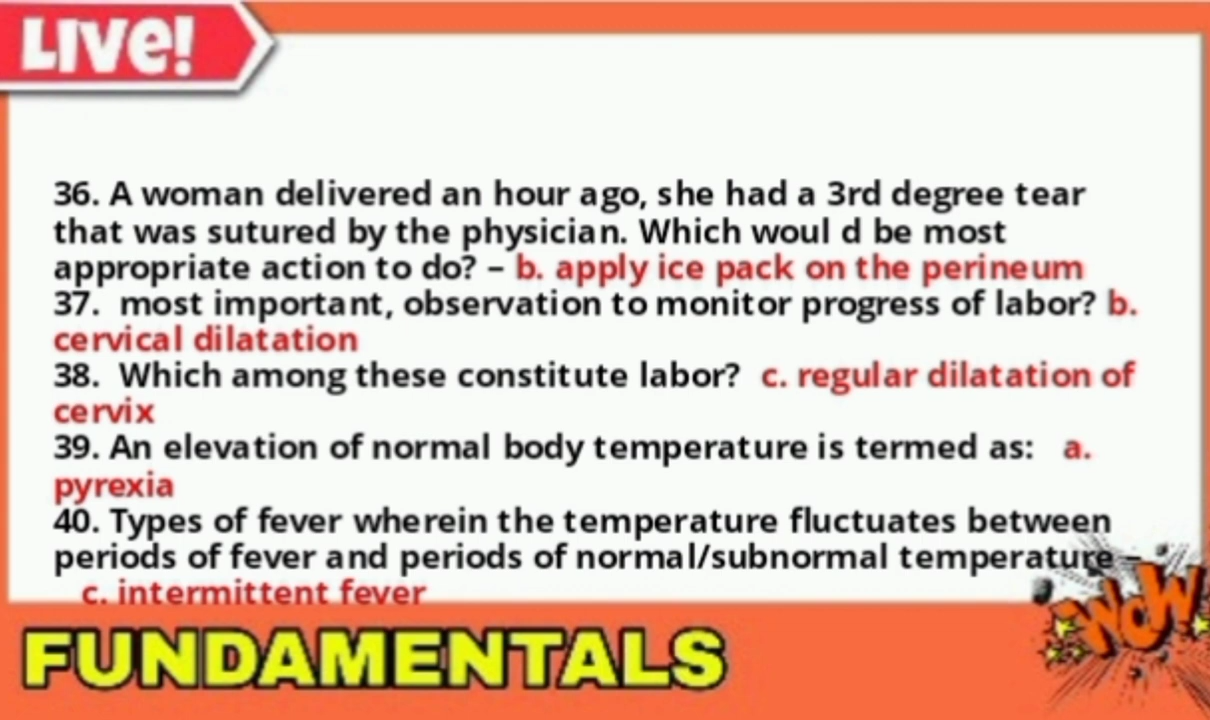 LIVe!
36. A woman delivered an hour ago, she had a 3rd degree tear
that was sutured by the physician. Which woul d be most
appropriate action to do? – b. apply ice pack on the perineum
37. most important, observation to monitor progress of labor? b.
cervical dilatation
38. Which among these constitute labor? c. regular dilatation of
cervix
39. An elevation of normal body temperature is termed as: a.
pyrexia
40. Types of fever wherein the temperature fluctuates between
periods of fever and periods of normal/subnormal temperature –
c. intermittent fever
WOW
FUNDAMENTALS